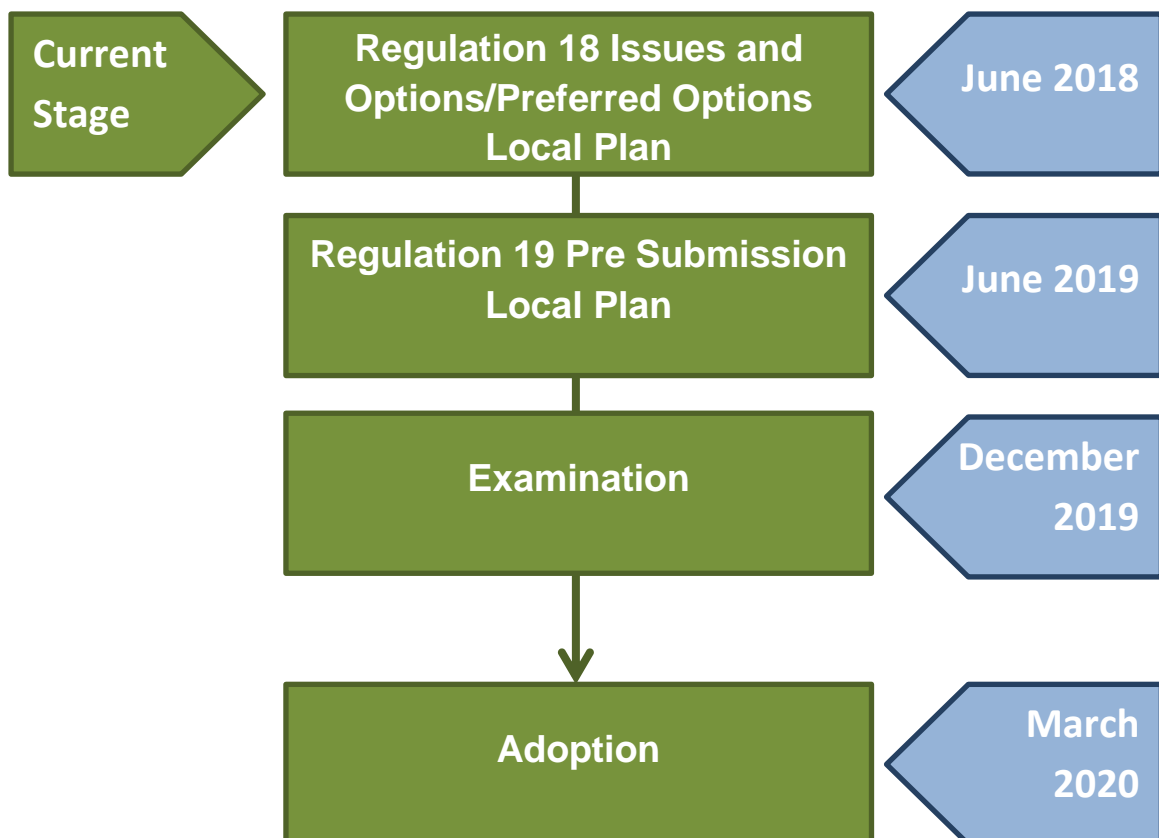 Current
Stage
Regulation 18 Issues and
Options/Preferred Options
Local Plan
June 2018
Regulation 19 Pre Submission
Local Plan
June 2019
Examination
December
2019
Adoption
March
2020